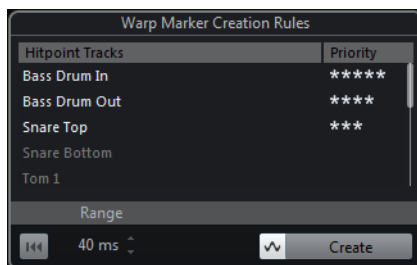 Warp Marker Creation Rules
Hitpoint Tracks Priority
Bass Drum In *****
Bass Drum Out ****
Snare Top ***
Snare Bottom
Tom 1
Range
40 ms Create